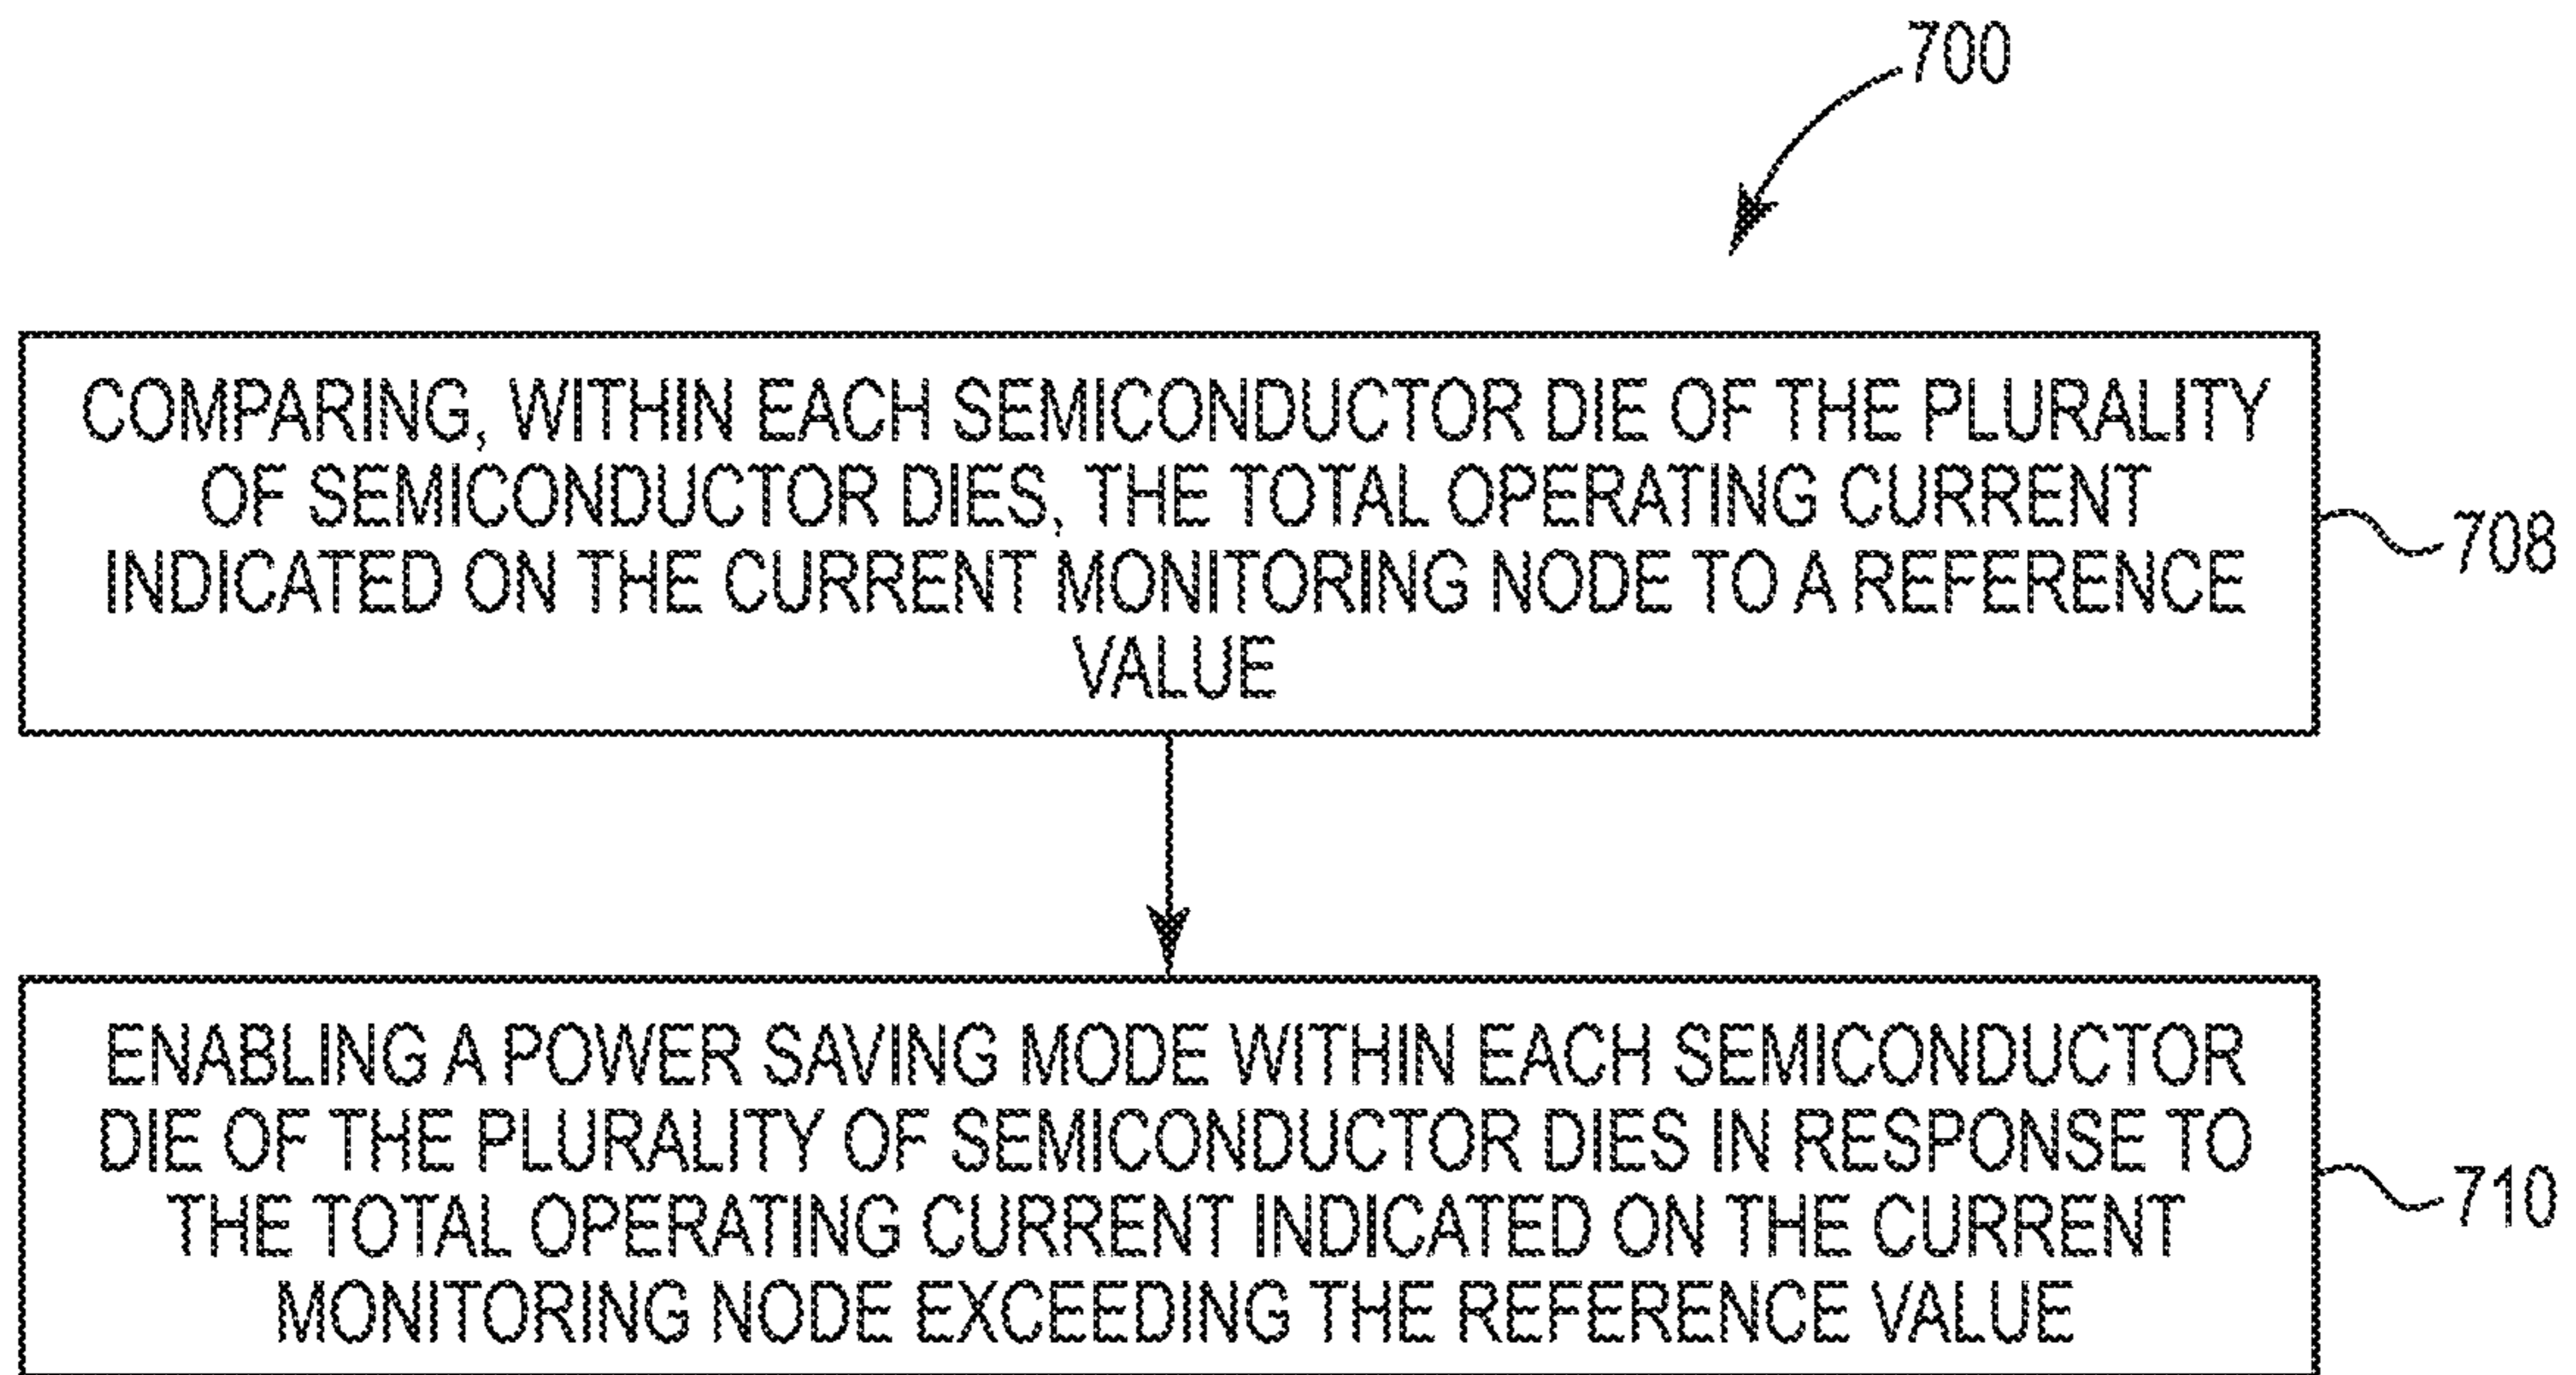 700
COMPARING, WITHIN EACH SEMICONDUCTOR DIE OF THE PLURALITY
OF SEMICONDUCTOR DIES, THE TOTAL OPERATING CURRENT
INDICATED ON THE CURRENT MONITORING NODE TO A REFERENCE
VALUE
708
ENABLING A POWER SAVING MODE WITHIN EACH SEMICONDUCTOR
DIE OF THE PLURALITY OF SEMICONDUCTOR DIES IN RESPONSE TO
THE TOTAL OPERATING CURRENT INDICATED ON THE CURRENT
MONITORING NODE EXCEEDING THE REFERENCE VALUE
710